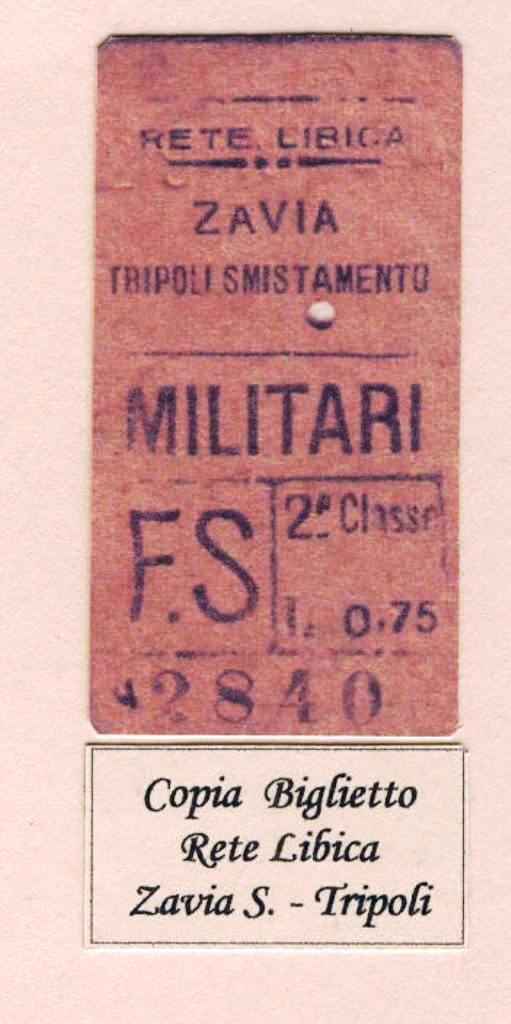 RETE LIBICA
ZAVIA
TRIPOLI SMISTAMENTO
MILITARI
F.S
2ª Classe
L. 0.75
2840
Copia Biglietto
Rete Libica
Zavia S. - Tripoli